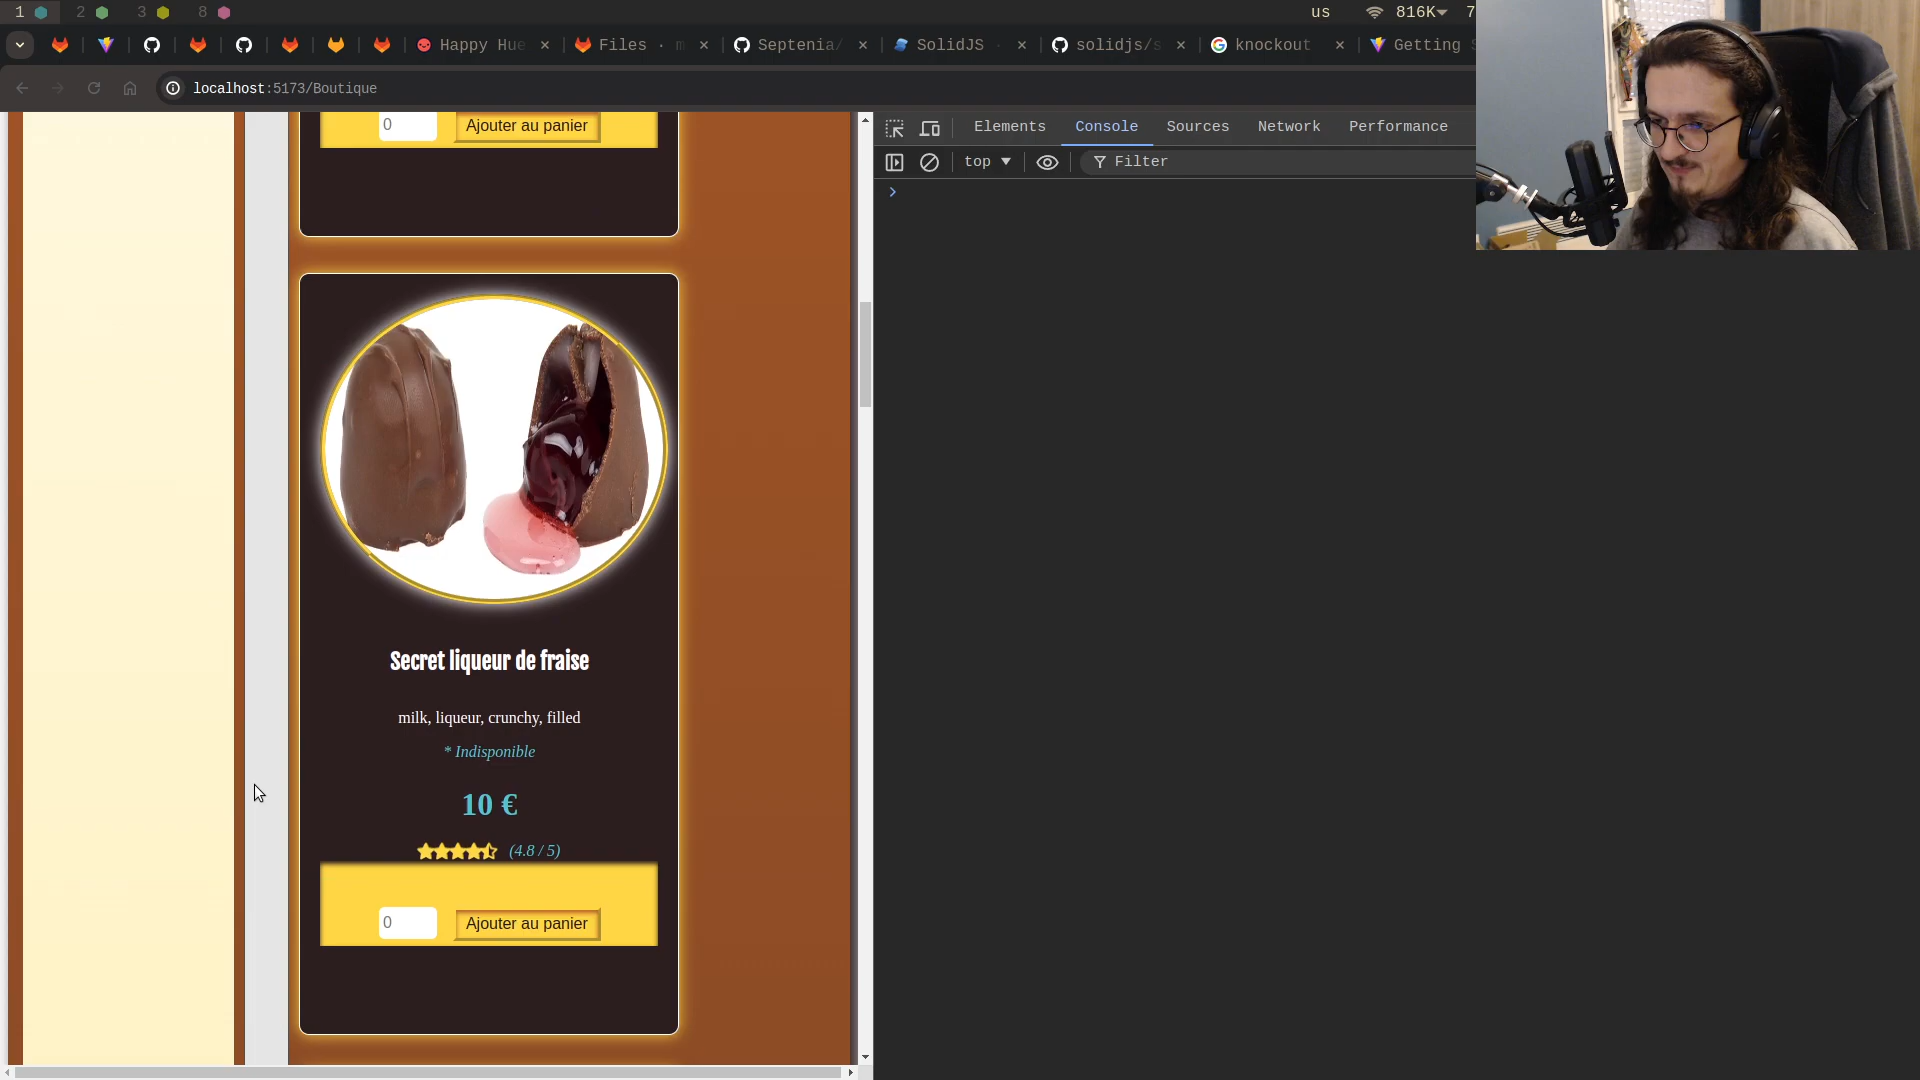 1 2 3 8 us 816K 7
Happy Hue Files · m Septenia/ SolidJS - solidjs/s knockout Getting S
localhost:5173/Boutique
Elements Console Sources Network Performance
top Filter
0 Ajouter au panier
Secret liqueur de fraise
milk, liqueur, crunchy, filled
* Indisponible
10 €
(4.8 / 5)
0 Ajouter au panier